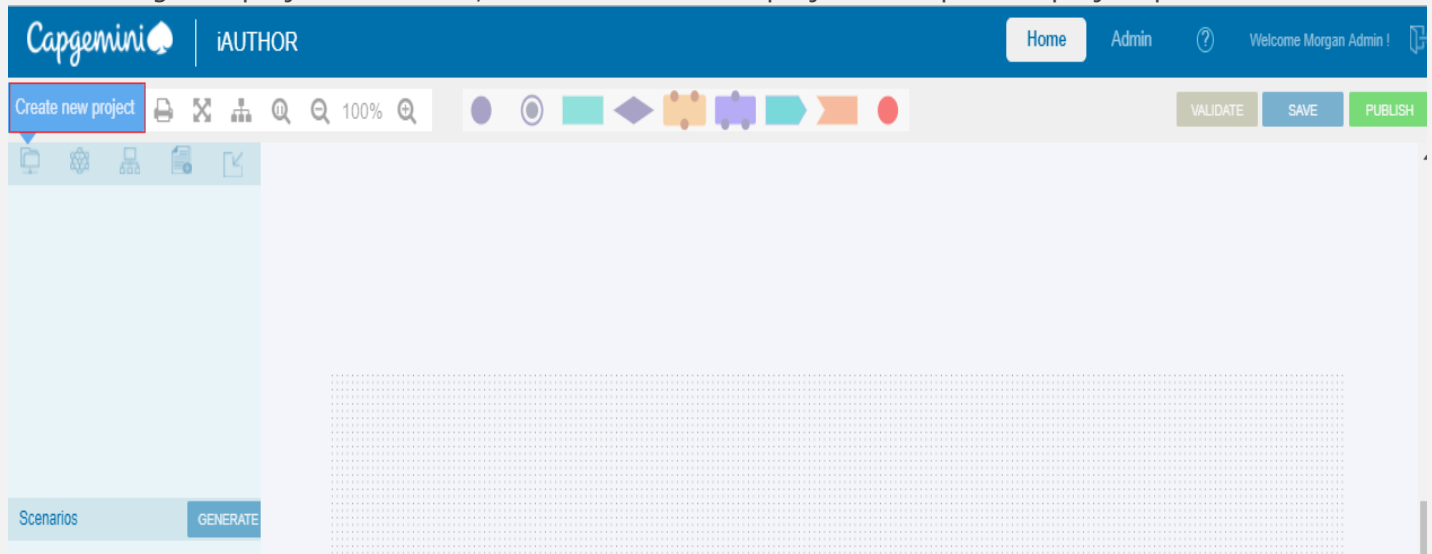 Capgemini iAUTHOR Home Admin ? Welcome Morgan Admin !
Create new project 100% VALIDATE SAVE PUBLISH
Scenarios GENERATE